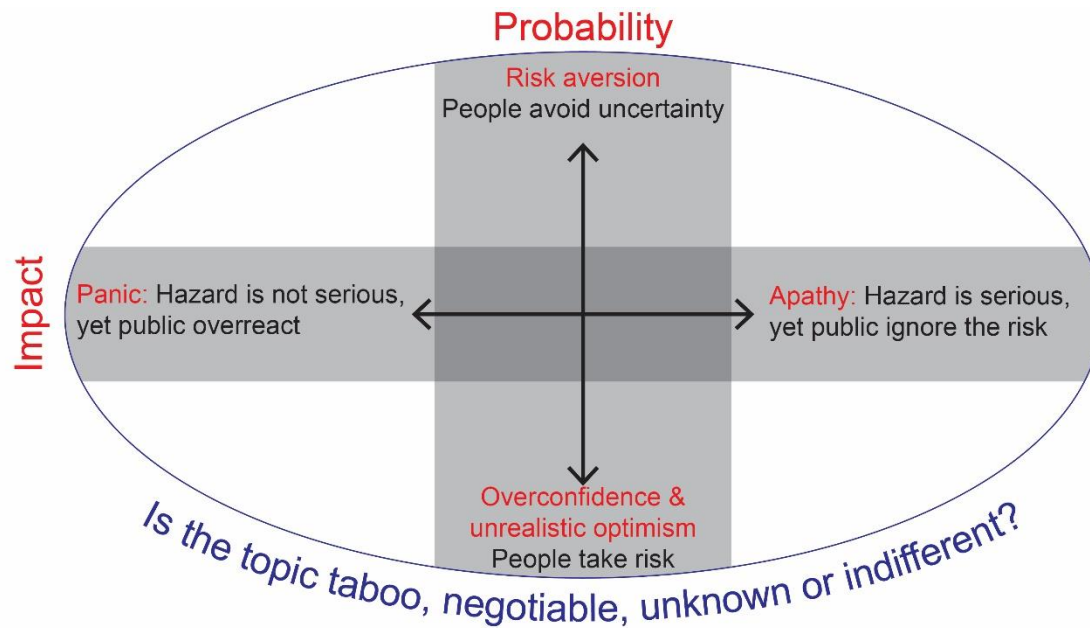 Probability
Risk aversion
People avoid uncertainty
Impact
Panic: Hazard is not serious,
yet public overreact
Apathy: Hazard is serious,
yet public ignore the risk
Overconfidence &
unrealistic optimism
People take risk
Is the topic taboo, negotiable, unknown or indifferent?